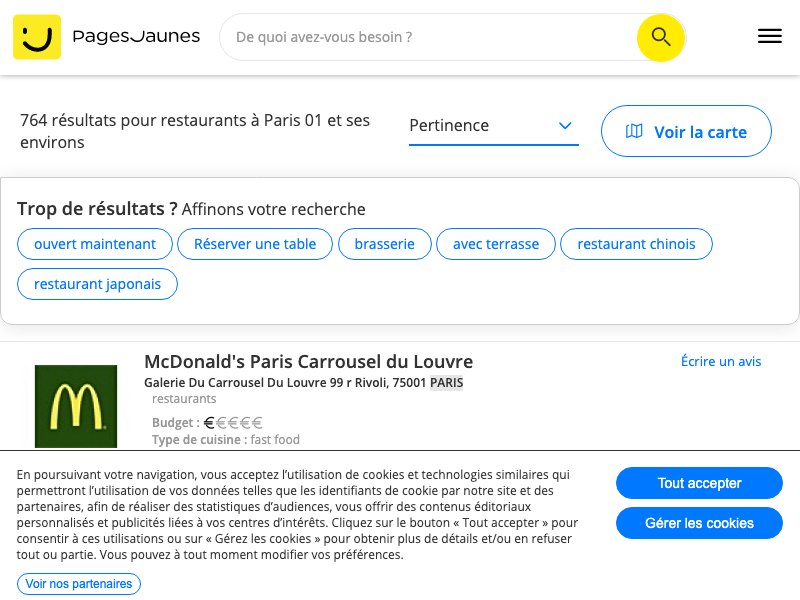 PagesJaunes
De quoi avez-vous besoin ?
764 résultats pour restaurants à Paris 01 et ses
environs
Pertinence
Voir la carte
Trop de résultats ? Affinons votre recherche
ouvert maintenant
Réserver une table
brasserie
avec terrasse
restaurant chinois
restaurant japonais
McDonald's Paris Carrousel du Louvre
Écrire un avis
Galerie Du Carrousel Du Louvre 99 r Rivoli, 75001 PARIS
restaurants
Budget : €€€€€
Type de cuisine : fast food
En poursuivant votre navigation, vous acceptez l’utilisation de cookies et technologies similaires qui
permettront l’utilisation de vos données telles que les identifiants de cookie par notre site et des
partenaires, afin de réaliser des statistiques d’audiences, vous offrir des contenus éditoriaux
personnalisés et publicités liées à vos centres d’intérêts. Cliquez sur le bouton « Tout accepter » pour
consentir à ces utilisations ou sur « Gérez les cookies » pour obtenir plus de détails et/ou en refuser
tout ou partie. Vous pouvez à tout moment modifier vos préférences.
Voir nos partenaires
Tout accepter
Gérer les cookies